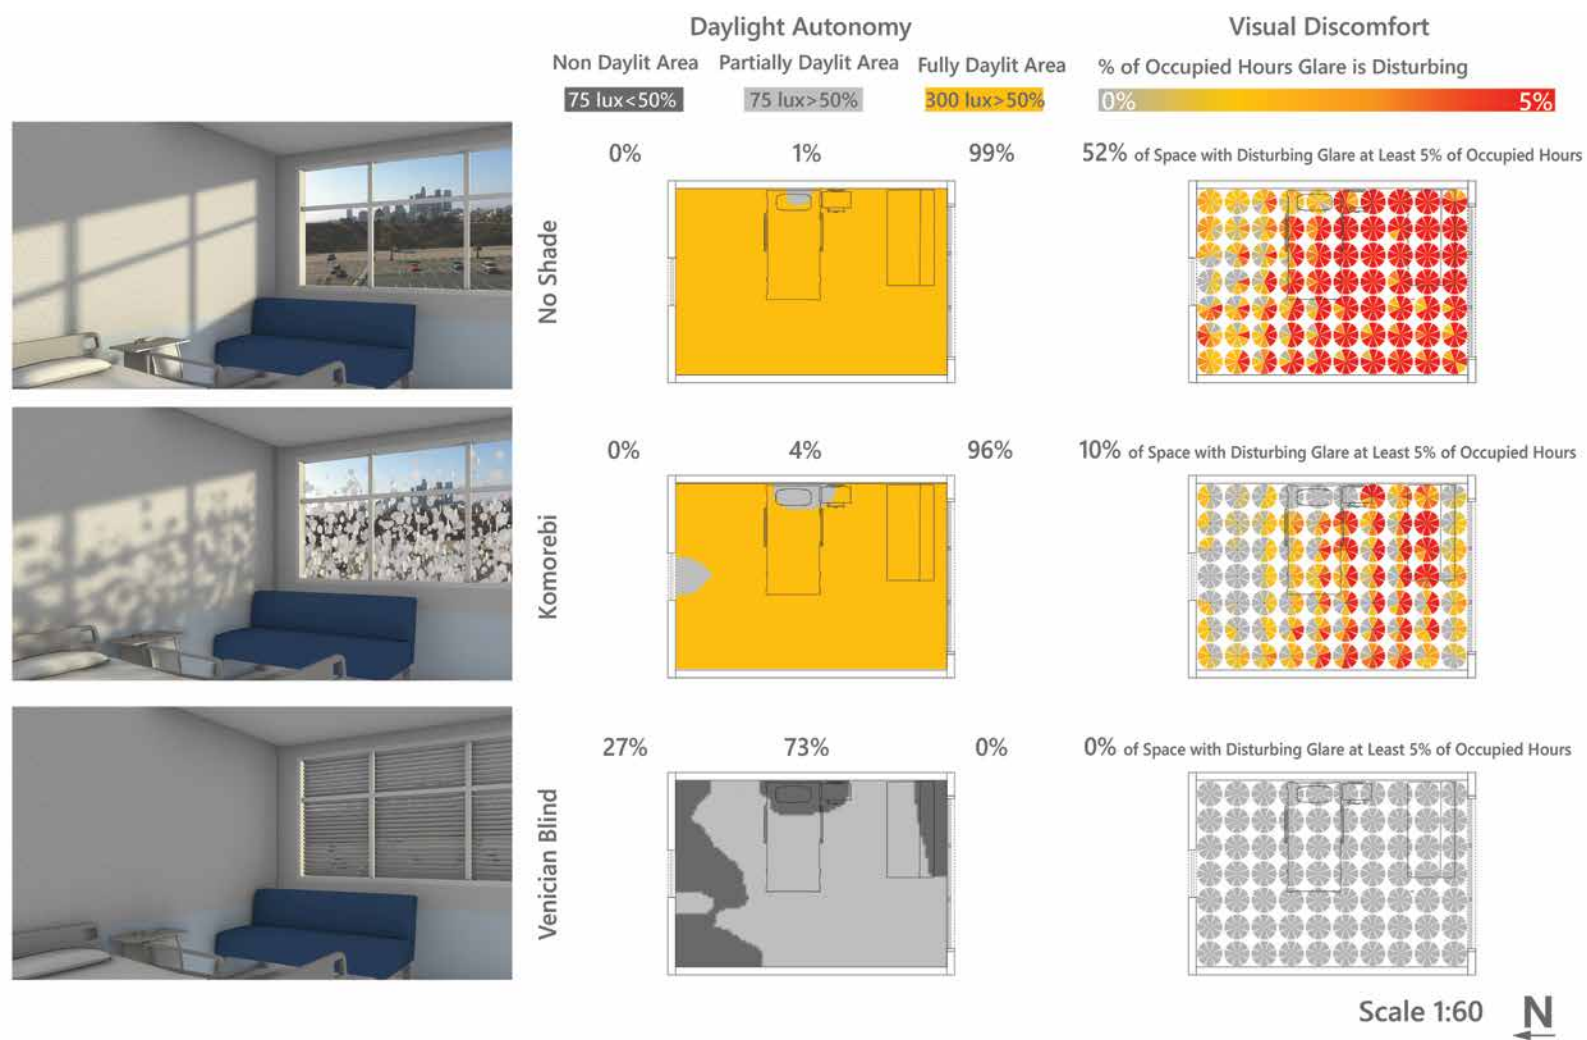 Daylight Autonomy
Visual Discomfort
Non Daylit Area
Partially Daylit Area
Fully Daylit Area
% of Occupied Hours Glare is Disturbing
75 lux<50%
75 lux>50%
300 lux>50%
0%
5%
No Shade
0%
1%
99%
52% of Space with Disturbing Glare at Least 5% of Occupied Hours
Komorebi
0%
4%
96%
10% of Space with Disturbing Glare at Least 5% of Occupied Hours
Venician Blind
27%
73%
0%
0% of Space with Disturbing Glare at Least 5% of Occupied Hours
Scale 1:60
N